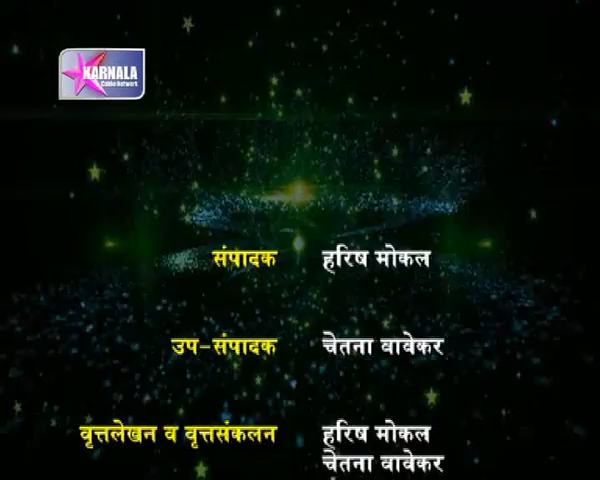 KARNALA
Cable Network
संपादक हरिष मोकल
उप-संपादक चेतना वावेकर
वृत्तलेखन व वृत्तसंकलन हरिष मोकल
चेतना वावेकर